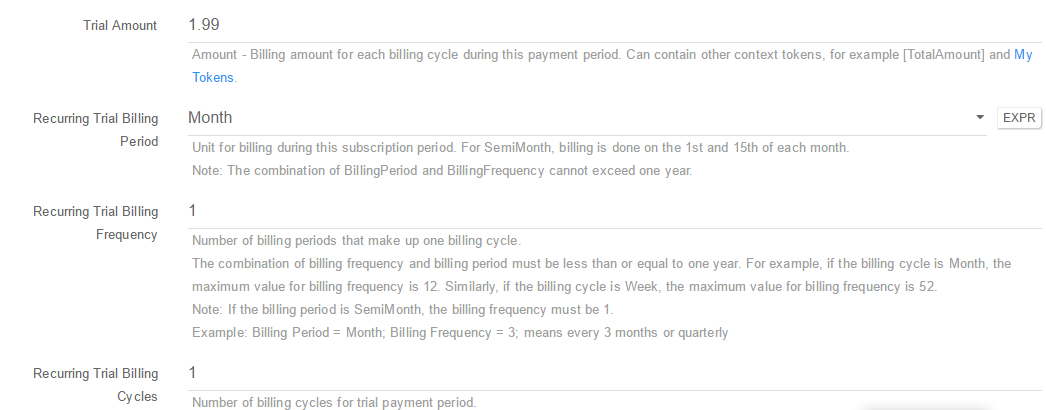 Trial Amount 1.99
Amount - Billing amount for each billing cycle during this payment period. Can contain other context tokens, for example [TotalAmount] and My
Tokens.
Recurring Trial Billing Period Month EXPR
Unit for billing during this subscription period. For SemiMonth, billing is done on the 1st and 15th of each month.
Note: The combination of BillingPeriod and BillingFrequency cannot exceed one year.
Recurring Trial Billing Frequency 1
Number of billing periods that make up one billing cycle.
The combination of billing frequency and billing period must be less than or equal to one year. For example, if the billing cycle is Month, the
maximum value for billing frequency is 12. Similarly, if the billing cycle is Week, the maximum value for billing frequency is 52.
Note: If the billing period is SemiMonth, the billing frequency must be 1.
Example: Billing Period = Month; Billing Frequency = 3; means every 3 months or quarterly
Recurring Trial Billing Cycles 1
Number of billing cycles for trial payment period.